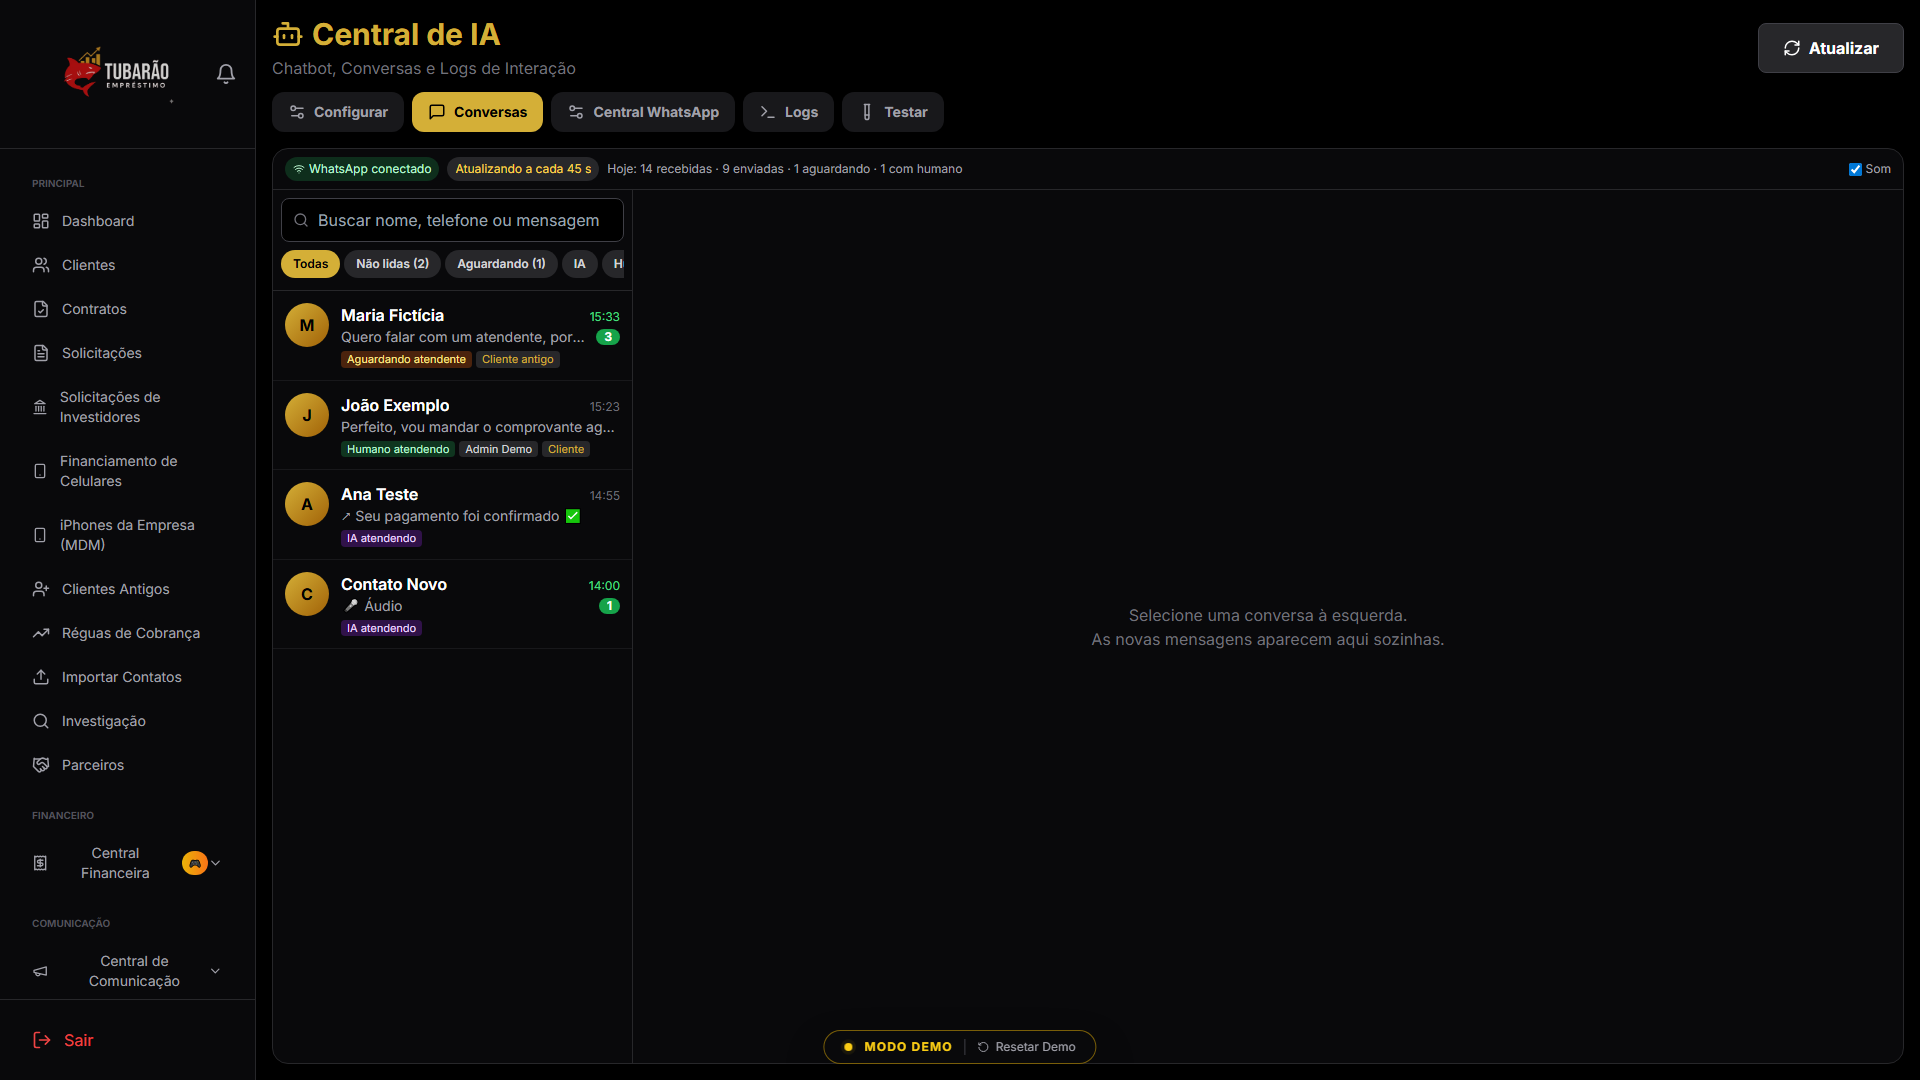 TUBARÃO
EMPRÉSTIMO
PRINCIPAL
Dashboard
Clientes
Contratos
Solicitações
Solicitações de
Investidores
Financiamento de
Celulares
iPhones da Empresa
(MDM)
Clientes Antigos
Réguas de Cobrança
Importar Contatos
Investigação
Parceiros
FINANCEIRO
Central
Financeira
COMUNICAÇÃO
Central de
Comunicação
Sair
Central de IA
Chatbot, Conversas e Logs de Interação
Atualizar
Configurar
Conversas
Central WhatsApp
Logs
Testar
WhatsApp conectado
Atualizando a cada 45 s
Hoje: 14 recebidas · 9 enviadas · 1 aguardando · 1 com humano
Som
Buscar nome, telefone ou mensagem
Todas
Não lidas (2)
Aguardando (1)
IA
Maria Fictícia
15:33
Quero falar com um atendente, por...
3
Aguardando atendente
Cliente antigo
João Exemplo
15:23
Perfeito, vou mandar o comprovante ag...
Humano atendendo
Admin Demo
Cliente
Ana Teste
14:55
↗ Seu pagamento foi confirmado ✅
IA atendendo
Contato Novo
14:00
🎤 Áudio
1
IA atendendo
M
J
A
C
Selecione uma conversa à esquerda.
As novas mensagens aparecem aqui sozinhas.
MODO DEMO
Resetar Demo